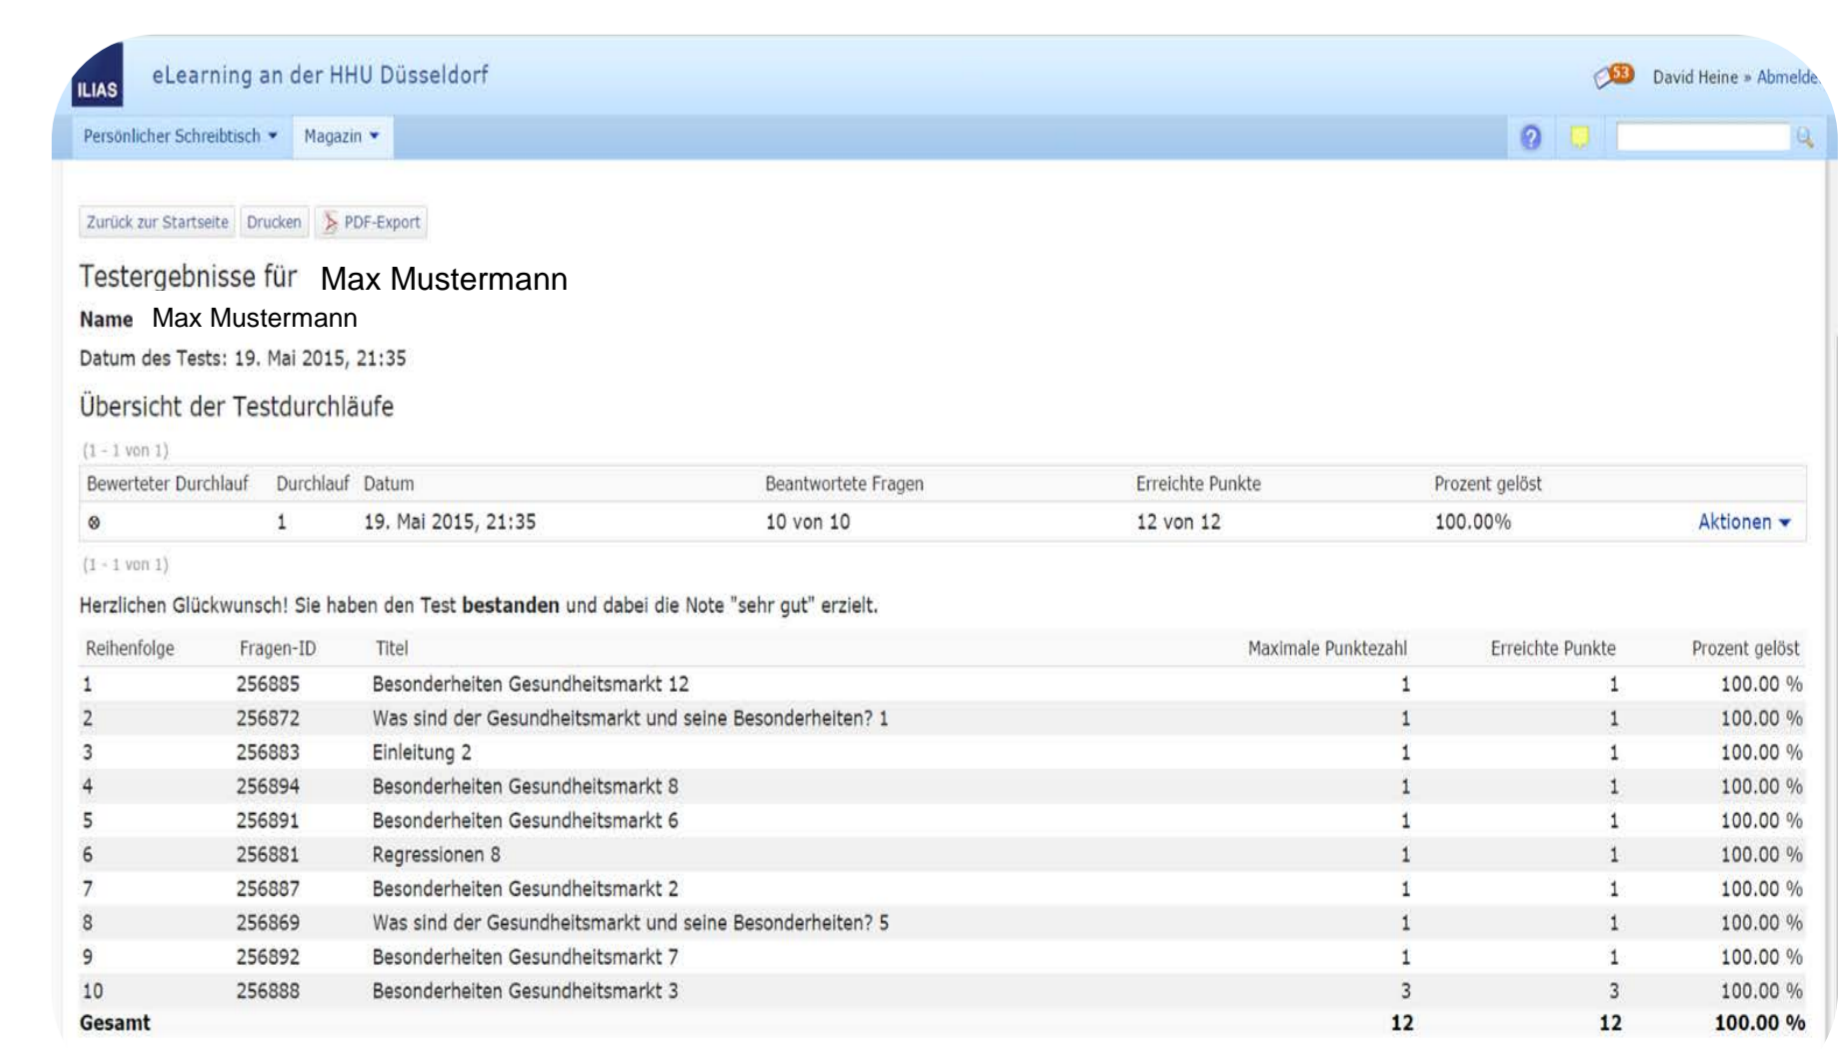 ILIAS eLearning an der HHU Düsseldorf 53 David Heine » Abmelde
Persönlicher Schreibtisch Magazin ?
Zurück zur Startseite Drucken PDF-Export
Testergebnisse für Max Mustermann
Name Max Mustermann
Datum des Tests: 19. Mai 2015, 21:35
Übersicht der Testdurchläufe
(1 - 1 von 1)
Bewerteter Durchlauf Durchlauf Datum Beantwortete Fragen Erreichte Punkte Prozent gelöst
1 19. Mai 2015, 21:35 10 von 10 12 von 12 100.00% Aktionen
(1 - 1 von 1)
Herzlichen Glückwunsch! Sie haben den Test bestanden und dabei die Note "sehr gut" erzielt.
Reihenfolge Fragen-ID Titel Maximale Punktezahl Erreichte Punkte Prozent gelöst
1 256885 Besonderheiten Gesundheitsmarkt 12 1 1 100.00 %
2 256872 Was sind der Gesundheitsmarkt und seine Besonderheiten? 1 1 1 100.00 %
3 256883 Einleitung 2 1 1 100.00 %
4 256894 Besonderheiten Gesundheitsmarkt 8 1 1 100.00 %
5 256891 Besonderheiten Gesundheitsmarkt 6 1 1 100.00 %
6 256881 Regressionen 8 1 1 100.00 %
7 256887 Besonderheiten Gesundheitsmarkt 2 1 1 100.00 %
8 256869 Was sind der Gesundheitsmarkt und seine Besonderheiten? 5 1 1 100.00 %
9 256892 Besonderheiten Gesundheitsmarkt 7 1 1 100.00 %
10 256888 Besonderheiten Gesundheitsmarkt 3 3 3 100.00 %
Gesamt 12 12 100.00 %